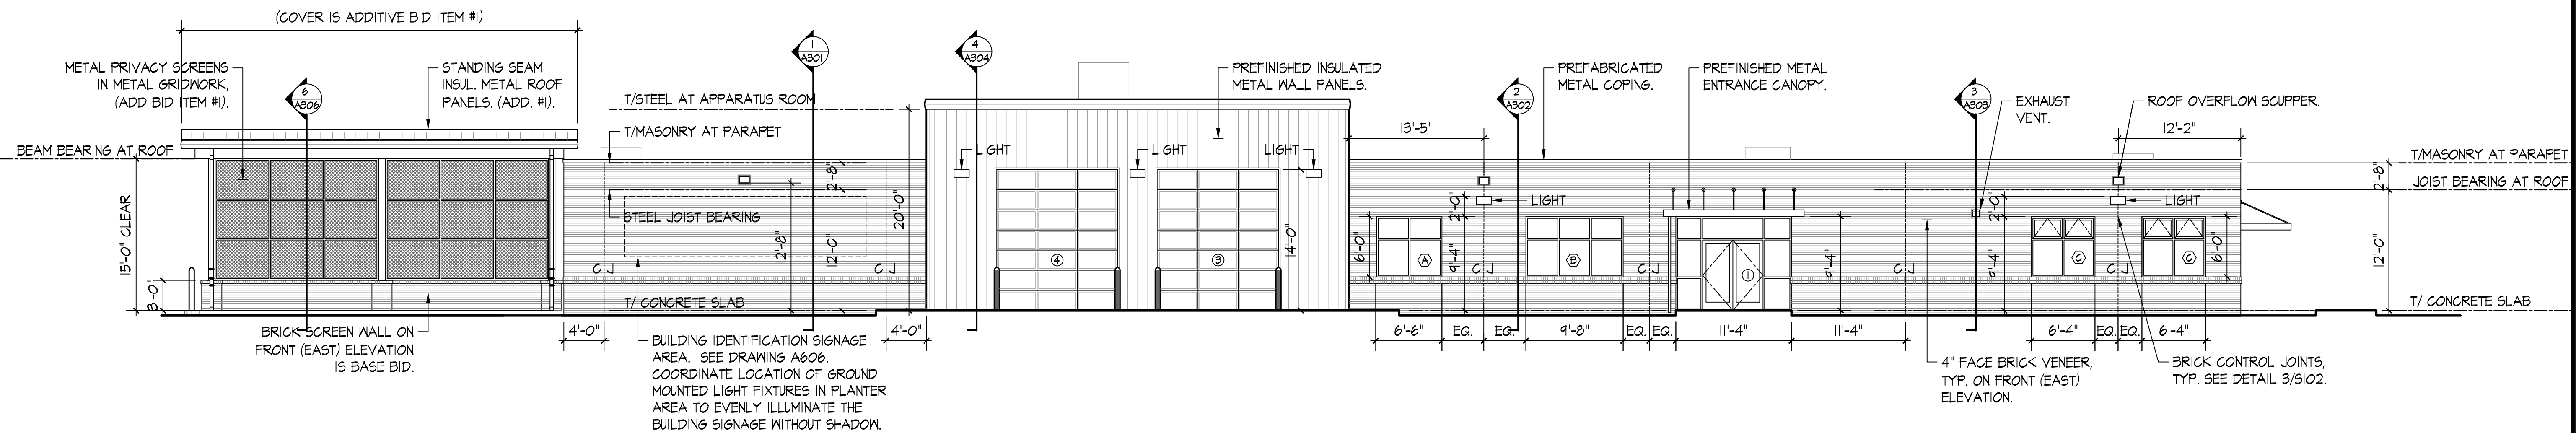 (COVER IS ADDITIVE BID ITEM #1)
METAL PRIVACY SCREENS
IN METAL GRIDWORK,
(ADD BID ITEM #1).
6
A306
STANDING SEAM
INSUL. METAL ROOF
PANELS. (ADD. #1).
1
A301
4
A304
T/STEEL AT APPARATUS ROOM
T/MASONRY AT PARAPET
PREFINISHED INSULATED
METAL WALL PANELS.
PREFABRICATED
METAL COPING.
PREFINISHED METAL
ENTRANCE CANOPY.
2
A302
3
A303
EXHAUST
VENT.
ROOF OVERFLOW SCUPPER.
13'-5"
12'-2"
BEAM BEARING AT ROOF
LIGHT
LIGHT
LIGHT
T/MASONRY AT PARAPET
JOIST BEARING AT ROOF
2'-8"
2'-8"
STEEL JOIST BEARING
20'-0"
LIGHT
LIGHT
2'-0"
2'-0"
15'-0" CLEAR
12'-8"
12'-0"
14'-0"
6'-0"
9'-4"
9'-4"
9'-4"
6'-0"
12'-0"
4
3
A
B
1
C
C
CJ
CJ
CJ
CJ
CJ
CJ
3'-0"
T/ CONCRETE SLAB
T/ CONCRETE SLAB
BRICK SCREEN WALL ON
FRONT (EAST) ELEVATION
IS BASE BID.
4'-0"
4'-0"
6'-6"
EQ.
EQ.
9'-8"
EQ.
EQ.
11'-4"
11'-4"
6'-4"
EQ.
EQ.
6'-4"
BUILDING IDENTIFICATION SIGNAGE
AREA. SEE DRAWING A606.
COORDINATE LOCATION OF GROUND
MOUNTED LIGHT FIXTURES IN PLANTER
AREA TO EVENLY ILLUMINATE THE
BUILDING SIGNAGE WITHOUT SHADOW.
4" FACE BRICK VENEER,
TYP. ON FRONT (EAST)
ELEVATION.
BRICK CONTROL JOINTS,
TYP. SEE DETAIL 3/S102.